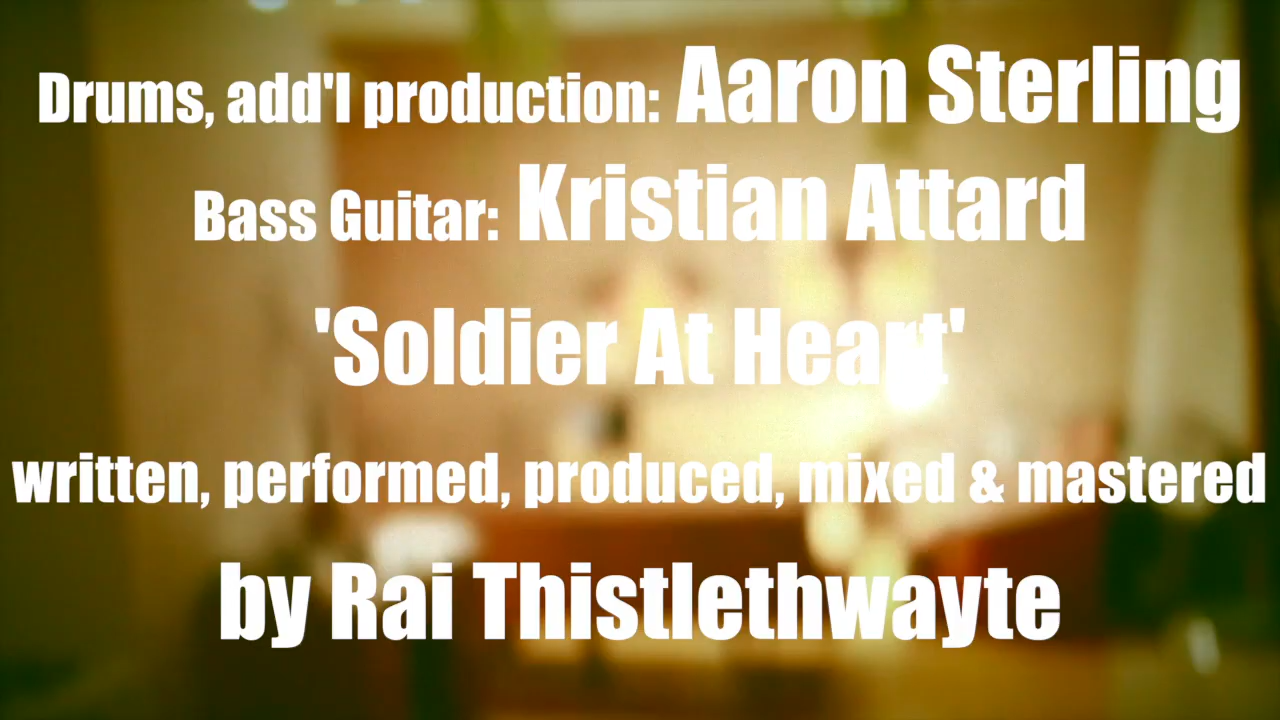 Drums, add'l production: Aaron Sterling
Bass Guitar: Kristian Attard
'Soldier At Heart'
written, performed, produced, mixed & mastered
by Rai Thistlethwayte